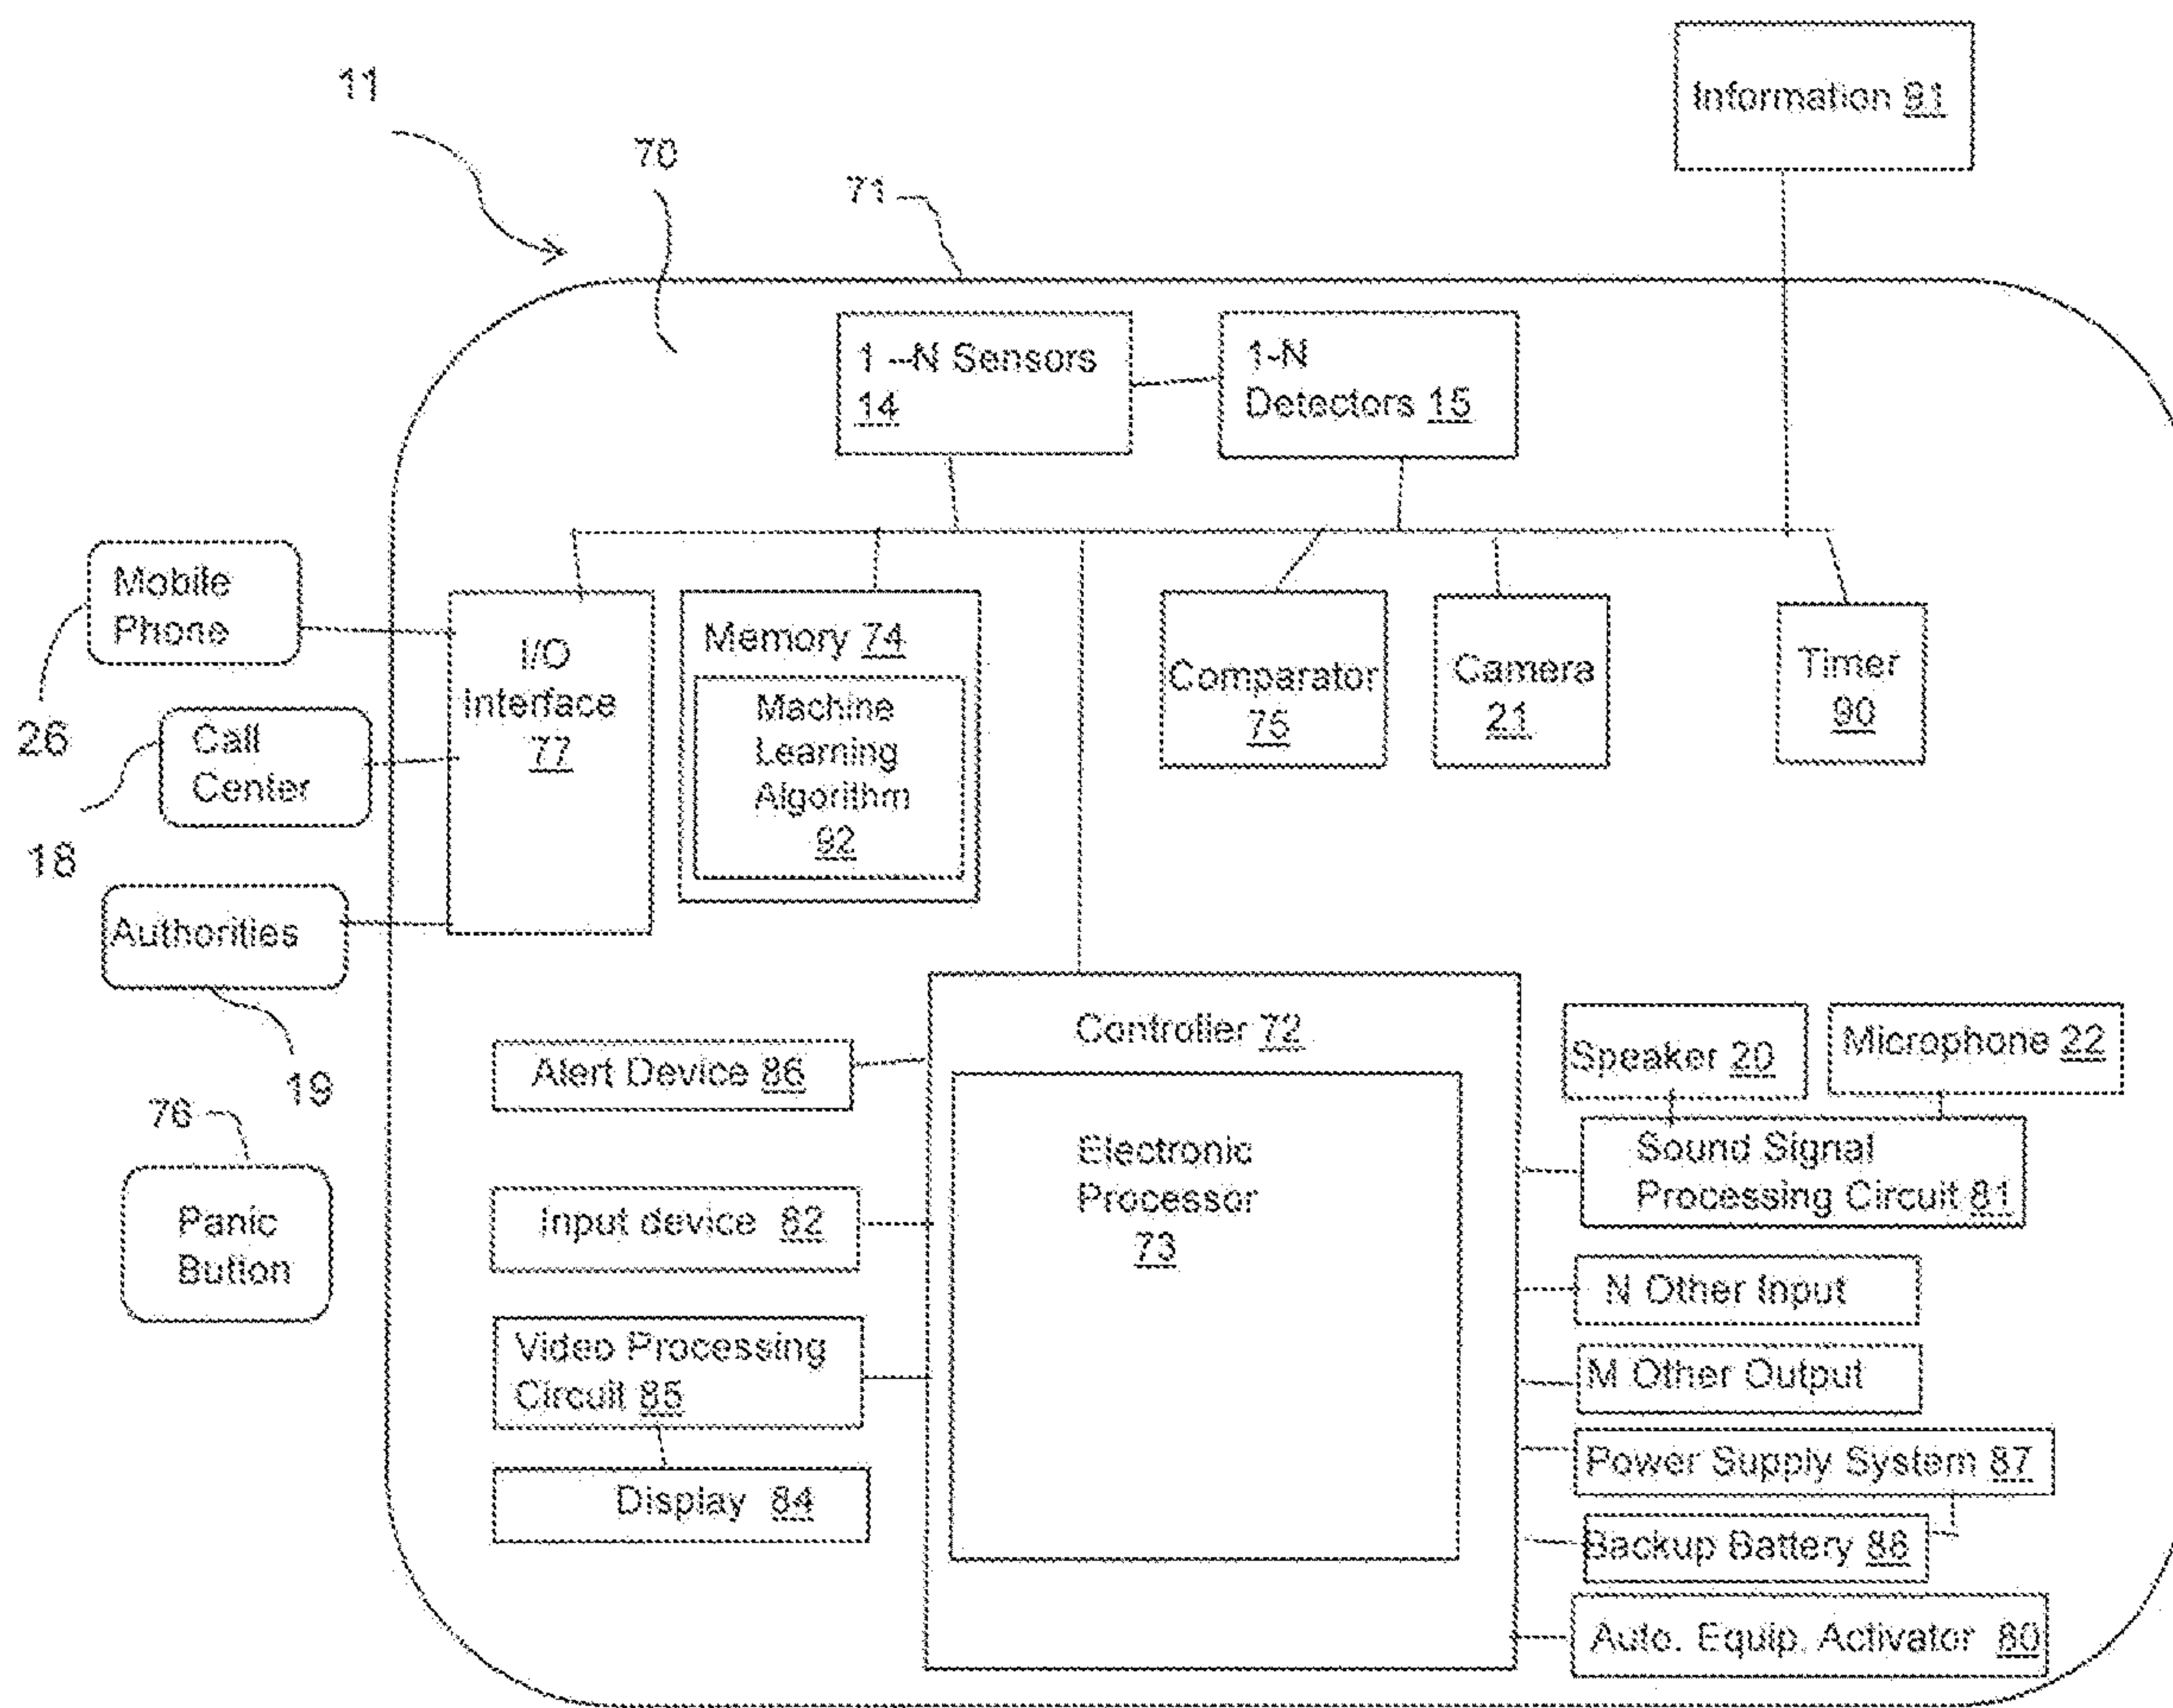 11
70
71
Information 91
1 --N Sensors
14
1-N
Detectors 15
Mobile
Phone
26
Call
Center
18
Authorities
19
76
Panic
Button
I/O
Interface
77
Memory 74
Machine
Learning
Algorithm
92
Comparator
75
Camera
21
Timer
90
Controller 72
Electronic
Processor
73
Alert Device 86
Input device 82
Video Processing
Circuit 85
Display 84
Speaker 20
Microphone 22
Sound Signal
Processing Circuit 81
N Other Input
M Other Output
Power Supply System 87
Backup Battery 88
Auto. Equip. Activator 80